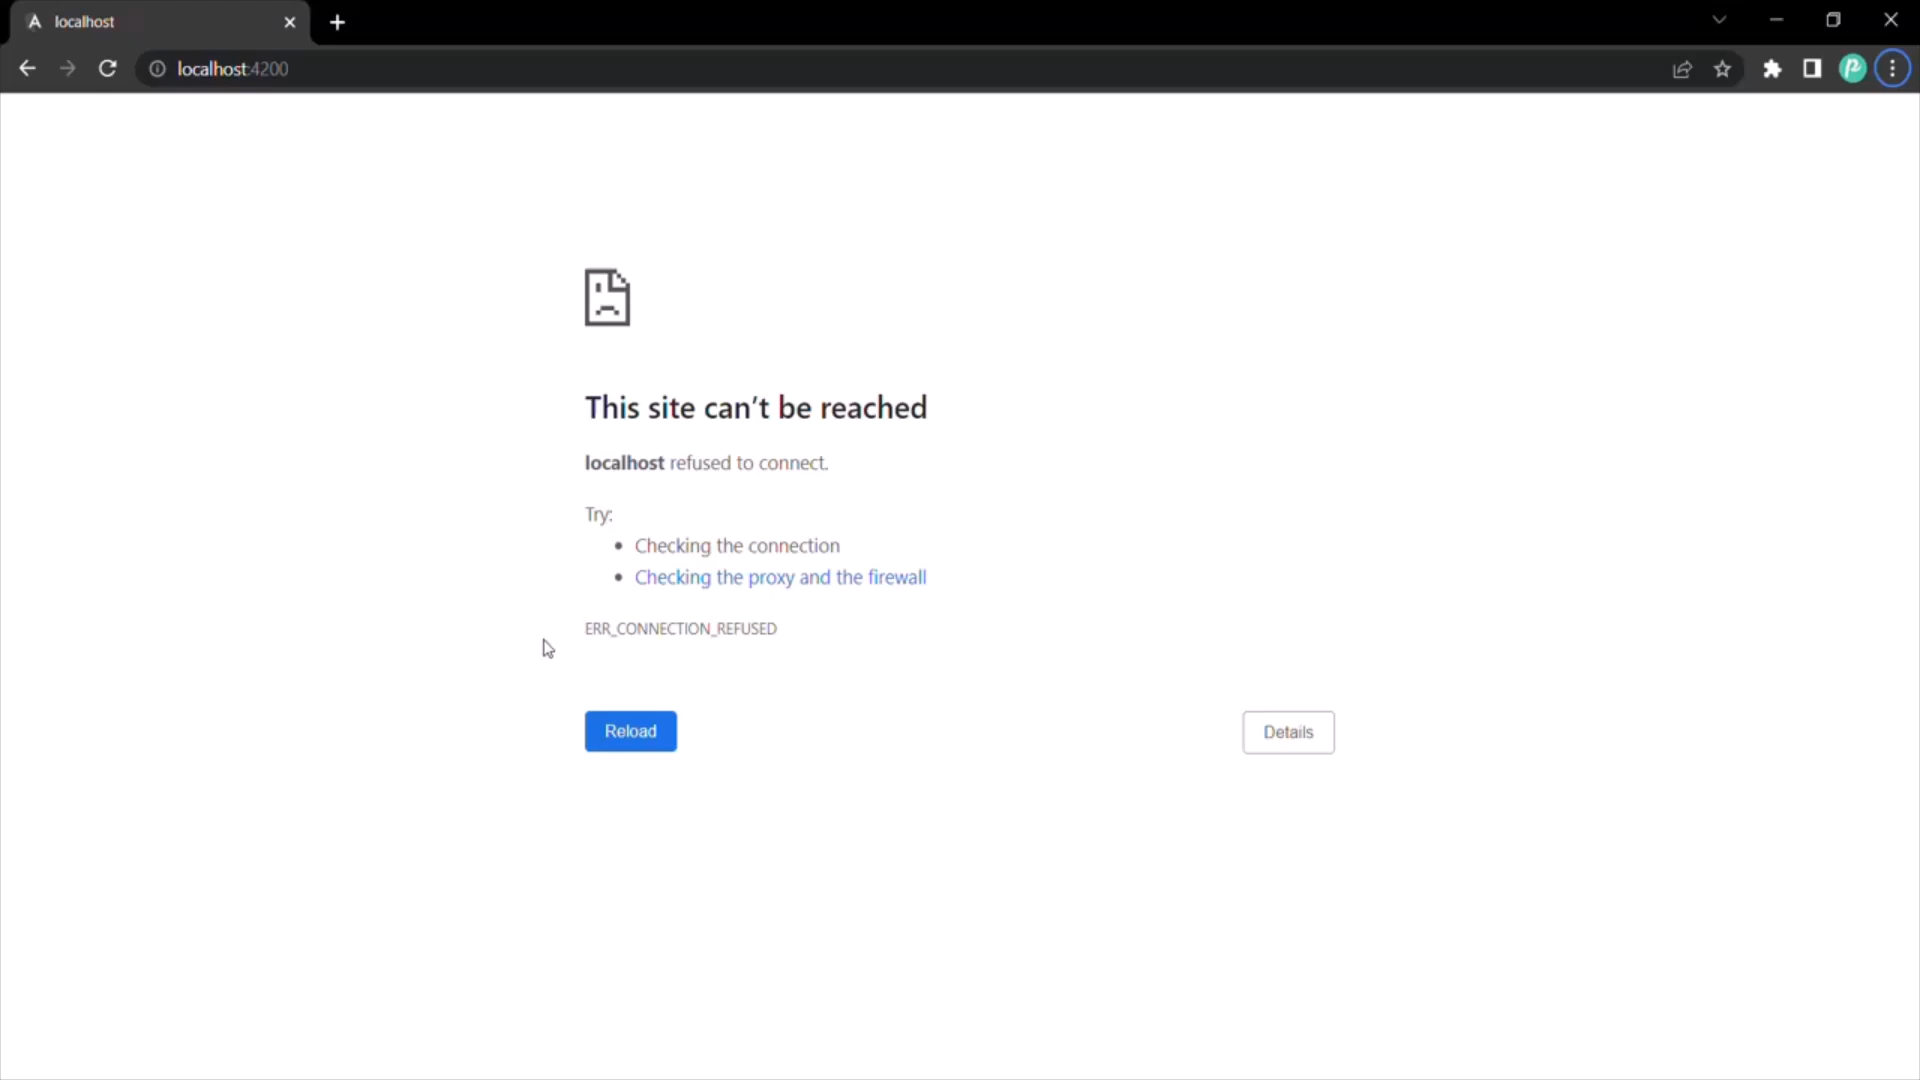 localhost
localhost:4200
This site can’t be reached
localhost refused to connect.
Try:
Checking the connection
Checking the proxy and the firewall
ERR_CONNECTION_REFUSED
Reload
Details